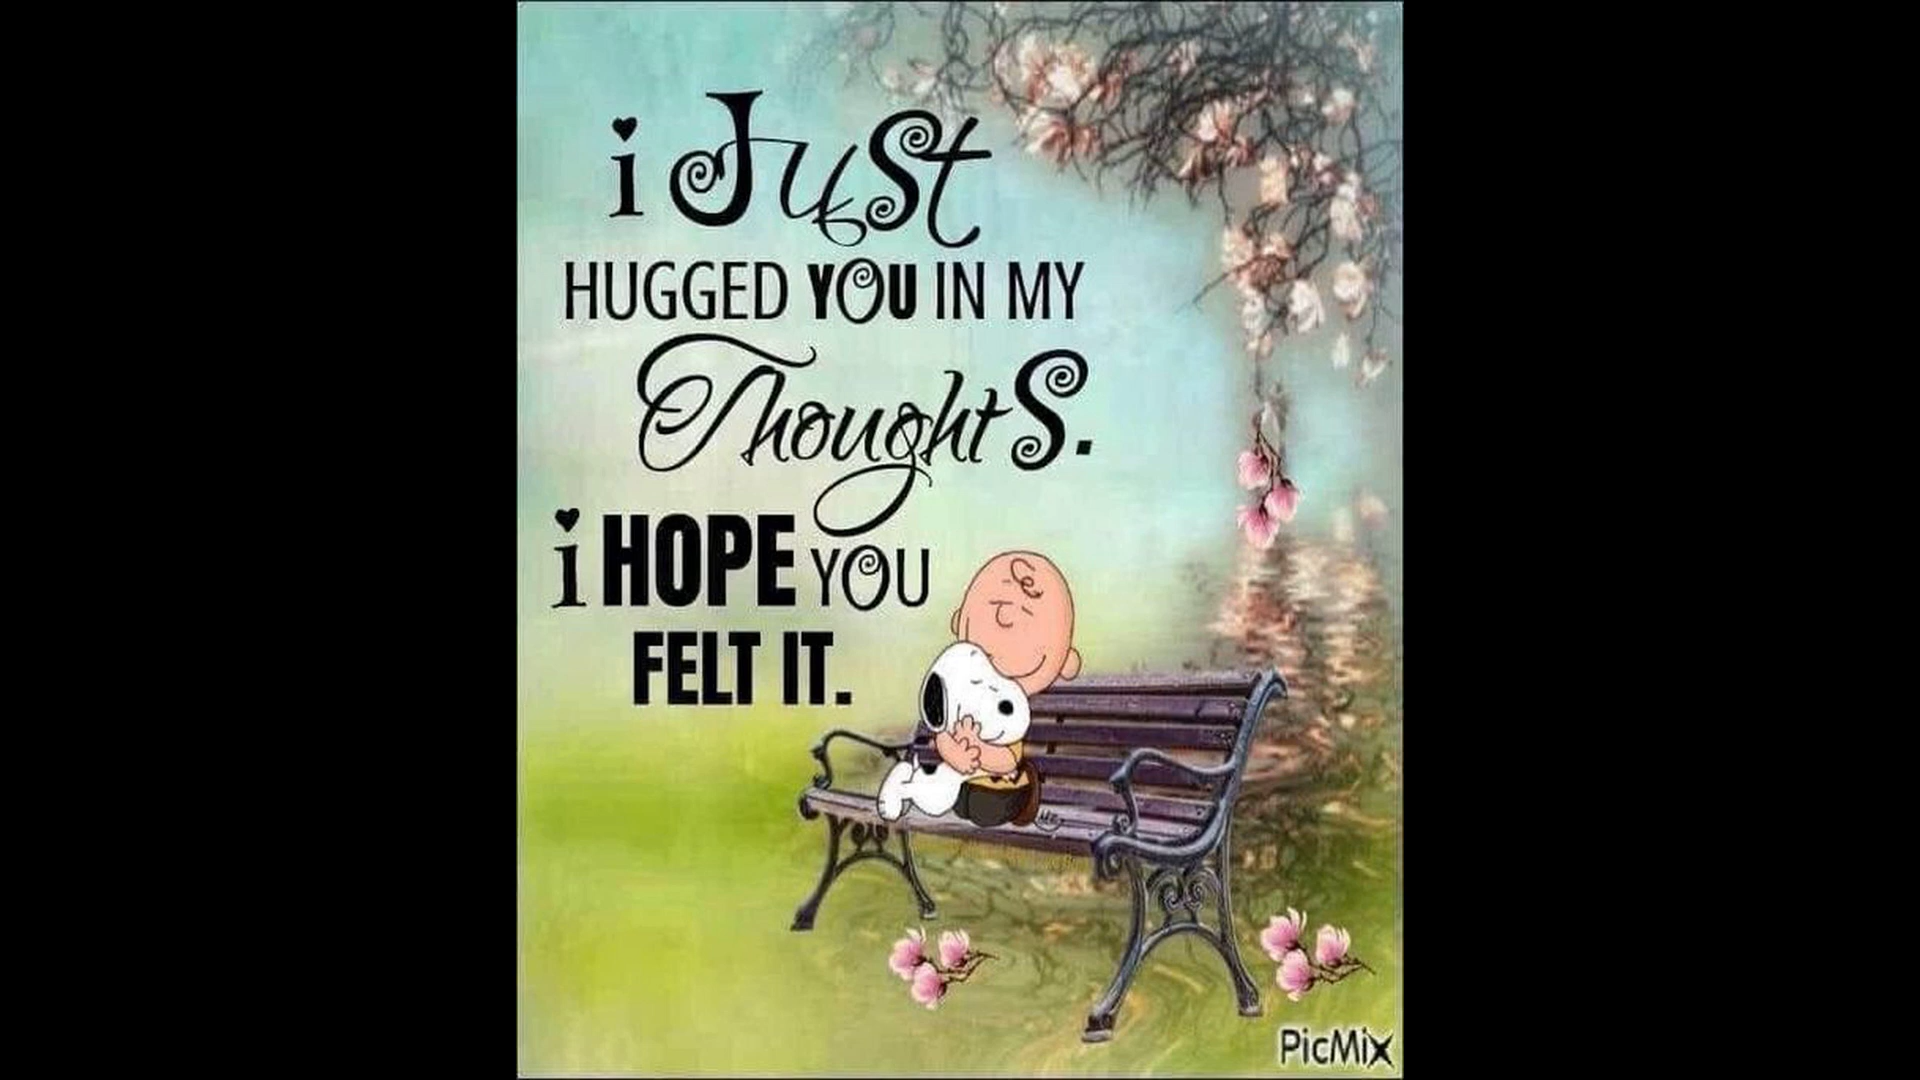 i Just
HUGGED YOU IN MY
ThoughtS.
i HOPE YOU
FELT IT.
PicMix